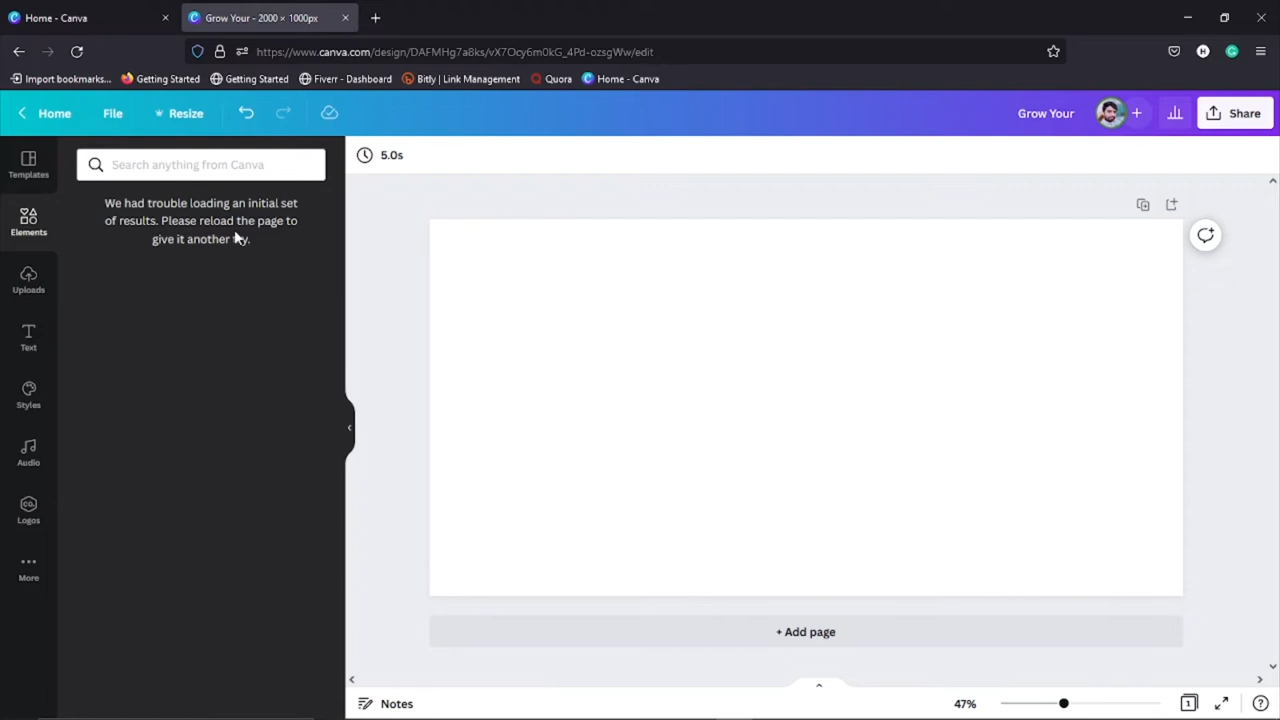 Home - Canva
Grow Your - 2000 × 1000px
https://www.canva.com/design/DAFMHg7a8ks/vX7Ocy6m0kG_4Pd-ozsgWw/edit
Import bookmarks...
Getting Started
Getting Started
Fiverr - Dashboard
Bitly | Link Management
Quora
Home - Canva
Home
File
Resize
Grow Your
Share
Templates
Elements
Uploads
Text
Styles
Audio
CO.
Logos
More
Search anything from Canva
We had trouble loading an initial set
of results. Please reload the page to
give it another try.
5.0s
+ Add page
Notes
47%
1